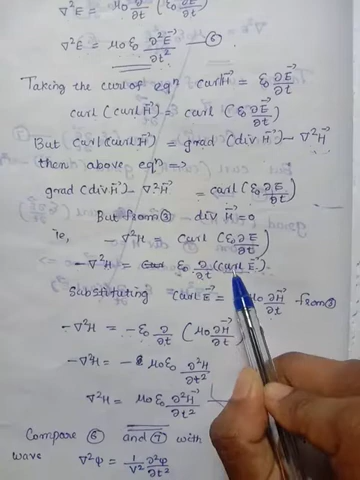 ∇²E = μ₀ ∂/∂t (ε₀ ∂E/∂t)
∇²E = μ₀ε₀ ∂²E⃗/∂t² — ⑥
Taking the curl of eqⁿ curl H⃗ = ε₀ ∂E⃗/∂t
curl (curl H⃗) = curl (ε₀ ∂E⃗/∂t)
But curl (curl H⃗) = grad (div H⃗) - ∇²H⃗
then above eqⁿ =>
grad (div H⃗) - ∇²H⃗ = curl (ε₀ ∂E/∂t)
But from ③ div H⃗ = 0
ie, -∇²H⃗ = curl (ε₀ ∂E⃗/∂t)
-∇²H⃗ = ε₀ ∂/∂t (curl E⃗)
Substituting curl E⃗ = μ₀ ∂H⃗/∂t from
-∇²H = -ε₀ ∂/∂t (μ₀ ∂H⃗/∂t)
-∇²H = -μ₀ε₀ ∂²H/∂t²
∇²H = μ₀ε₀ ∂²H⃗/∂t²
Compare ⑥ and ⑦ with
wave ∇²φ = 1/V² ∂²φ/∂t²